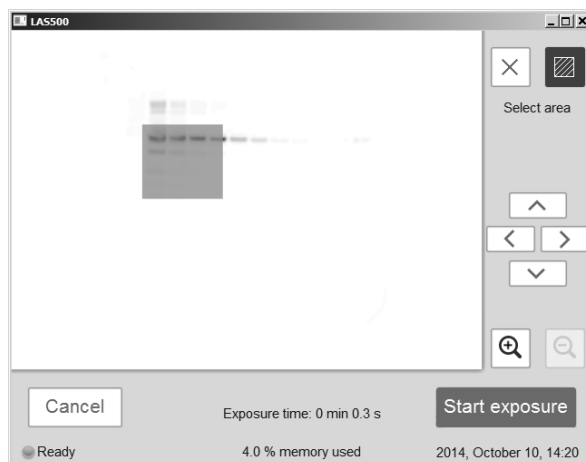 LAS500
Select area
Cancel
Exposure time: 0 min 0.3 s
Start exposure
Ready
4.0 % memory used
2014, October 10, 14:20